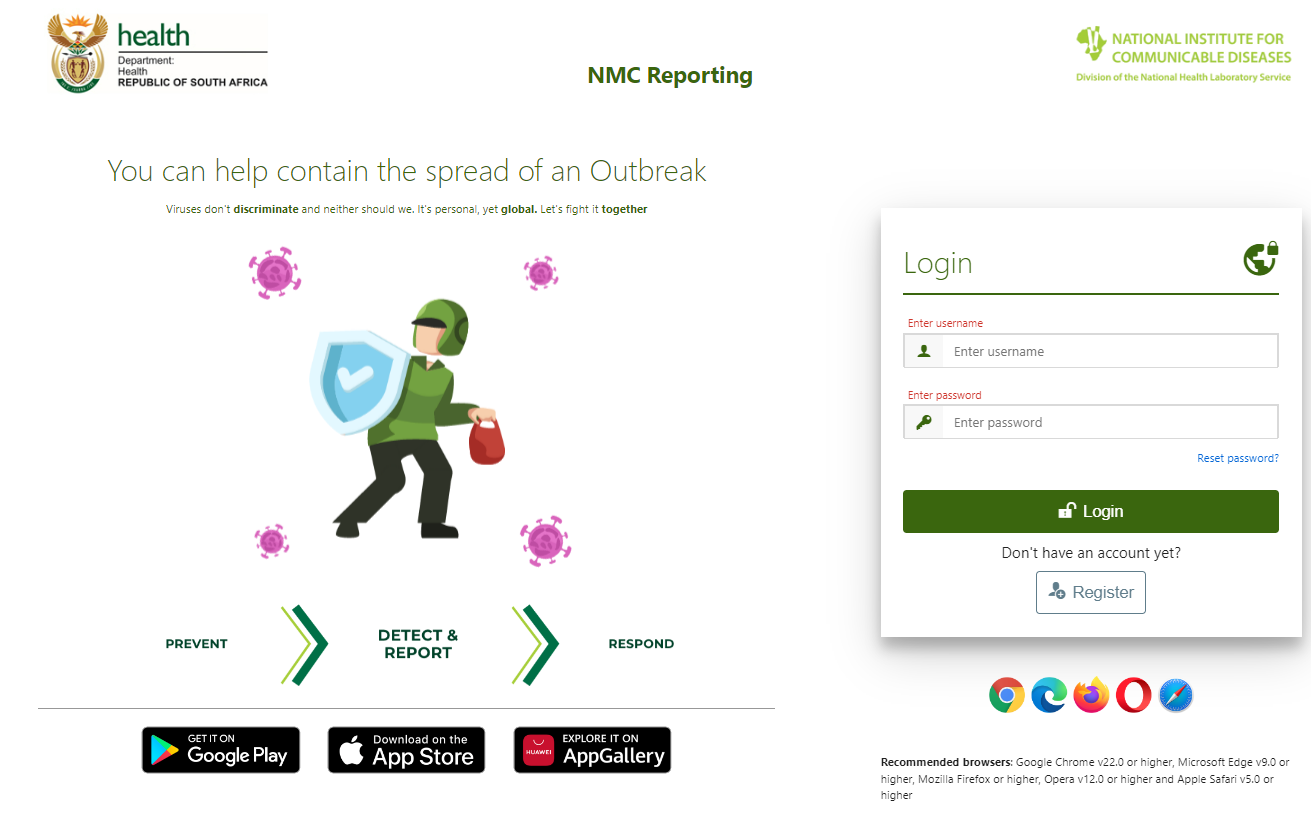 health
Department:
Health
REPUBLIC OF SOUTH AFRICA
NMC Reporting
NATIONAL INSTITUTE FOR
COMMUNICABLE DISEASES
Division of the National Health Laboratory Service
You can help contain the spread of an Outbreak
Viruses don't discriminate and neither should we. It's personal, yet global. Let's fight it together
PREVENT
DETECT &
REPORT
RESPOND
GET IT ON
Google Play
Download on the
App Store
HUAWEI
EXPLORE IT ON
AppGallery
Login
Enter username
Enter username
Enter password
Enter password
Reset password?
Login
Don't have an account yet?
Register
Recommended browsers: Google Chrome v22.0 or higher, Microsoft Edge v9.0 or
higher, Mozilla Firefox or higher, Opera v12.0 or higher and Apple Safari v5.0 or
higher